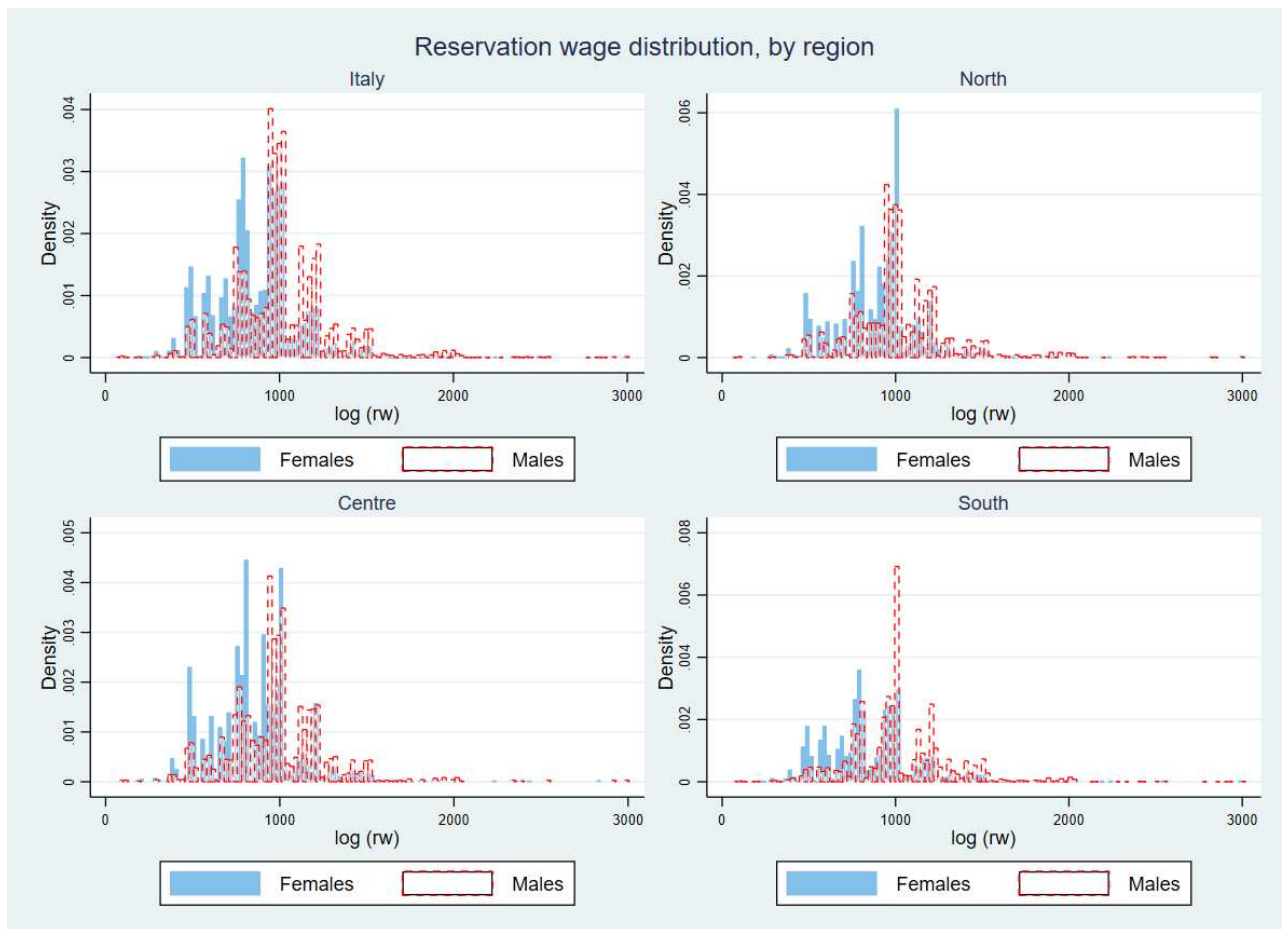 Reservation wage distribution, by region
Italy
Density
0
.001
.002
.003
.004
0 1000 2000 3000
log (rw)
Females Males
North
Density
0
.002
.004
.006
0 1000 2000 3000
log (rw)
Females Males
Centre
Density
0
.001
.002
.003
.004
.005
0 1000 2000 3000
log (rw)
Females Males
South
Density
0
.002
.004
.006
.008
0 1000 2000 3000
log (rw)
Females Males